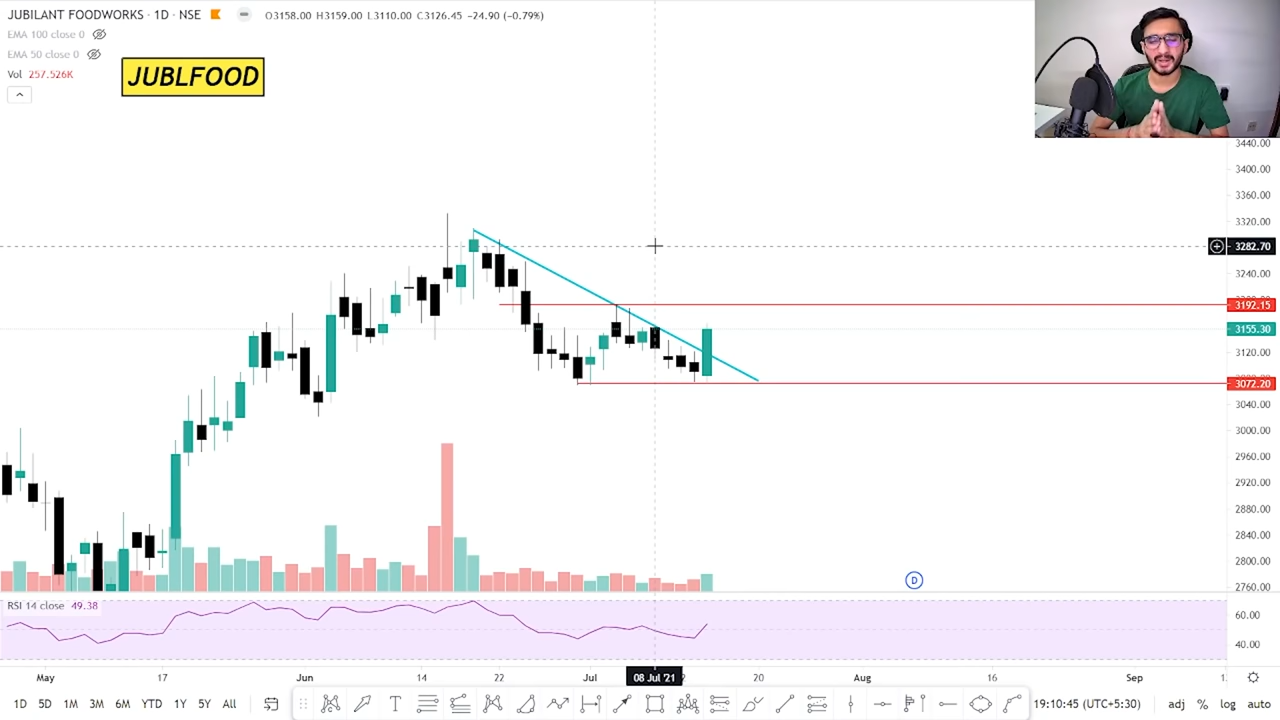 JUBILANT FOODWORKS · 1D · NSE O3158.00 H3159.00 L3110.00 C3126.45 −24.90 (−0.79%)
EMA 100 close 0
EMA 50 close 0
Vol 257.526K
JUBLFOOD
3440.00
3400.00
3360.00
3320.00
3282.70
3240.00
3192.15
3155.30
3120.00
3072.20
3040.00
3000.00
2960.00
2920.00
2880.00
2840.00
2800.00
2760.00
D
RSI 14 close 49.38
60.00
40.00
May 17 Jun 14 22 Jul 08 Jul '21 20 Aug 16 Sep
1D 5D 1M 3M 6M YTD 1Y 5Y All T 19:10:45 (UTC+5:30) adj % log auto